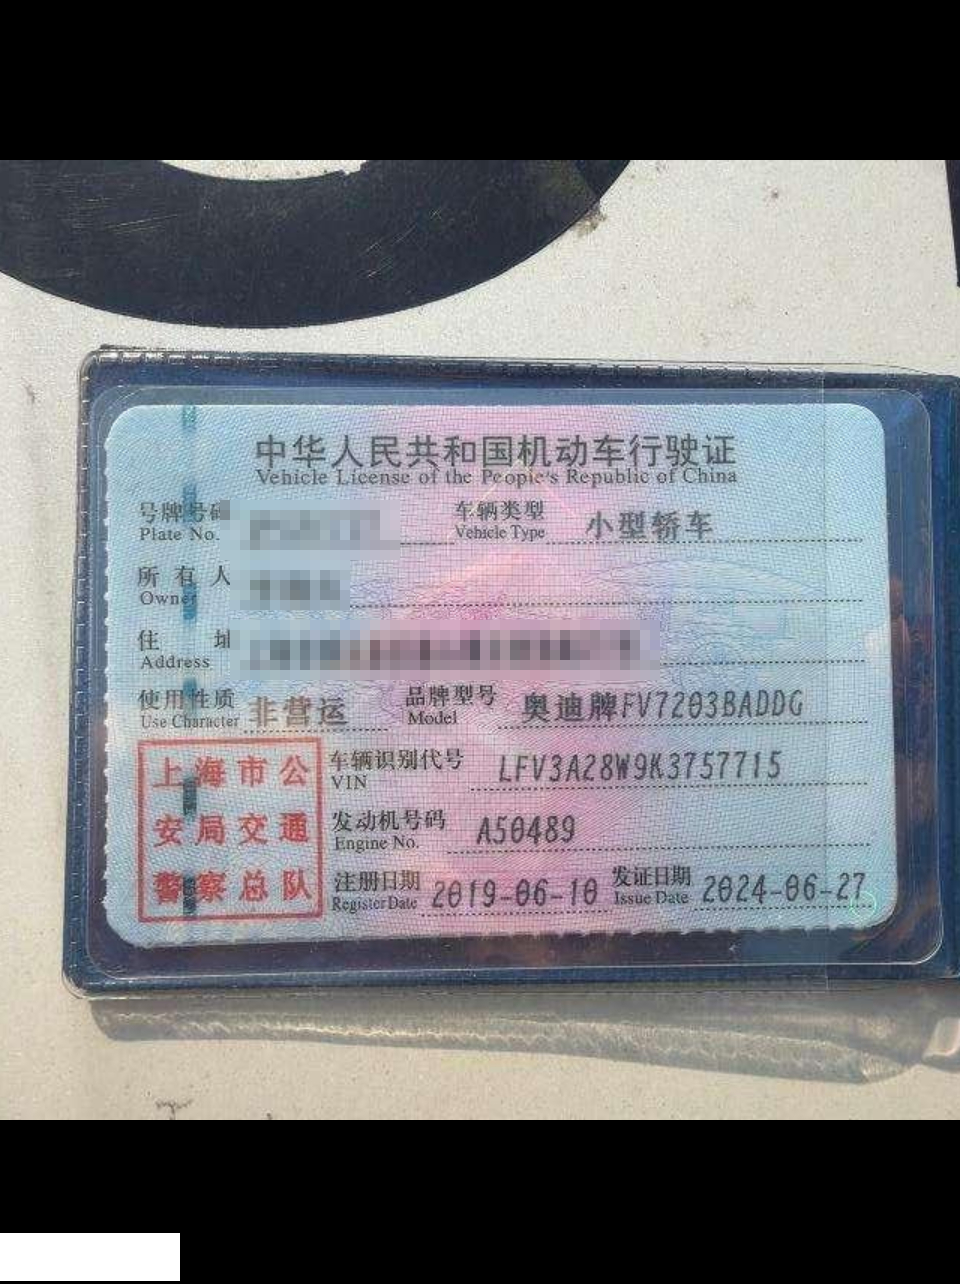 中华人民共和国机动车行驶证
Vehicle License of the People's Republic of China
号牌号码 车辆类型 小型轿车
Plate No. Vehicle Type
所有人
Owner
住址
Address
使用性质 非营运 品牌型号 奥迪牌FV7203BADDG
Use Character Model
上海市公安局交通警察总队
车辆识别代号 LFV3A28W9K3757715
VIN
发动机号码 A50489
Engine No.
注册日期 2019-06-10 发证日期 2024-06-27
Register Date Issue Date